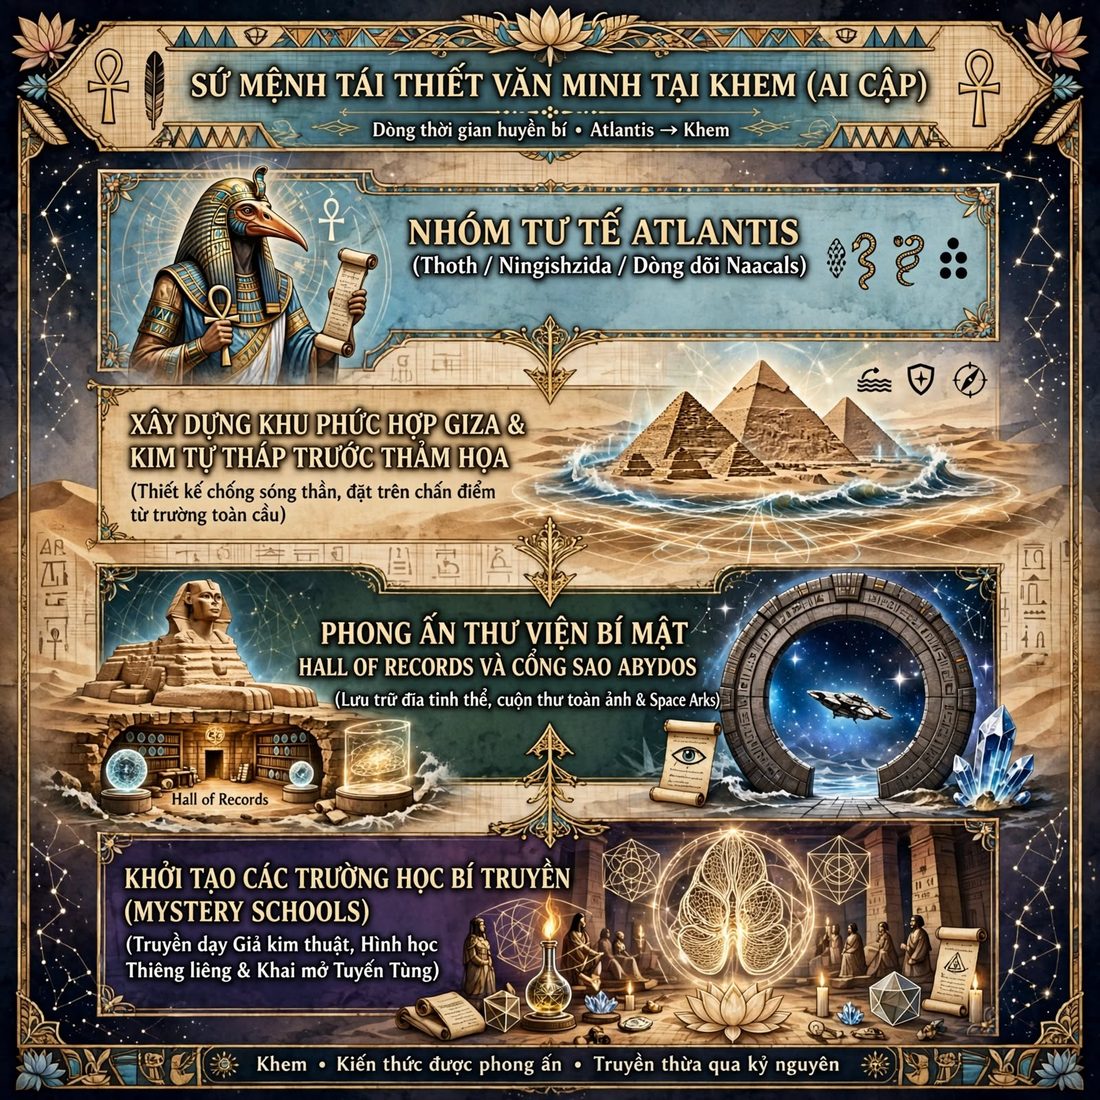 SỨ MỆNH TÁI THIẾT VĂN MINH TẠI KHEM (AI CẬP)
Dòng thời gian huyền bí • Atlantis → Khem
NHÓM TƯ TẾ ATLANTIS
(Thoth / Ningishzida / Dòng dõi Naacals)
XÂY DỰNG KHU PHỨC HỢP GIZA &
KIM TỰ THÁP TRƯỚC THẢM HỌA
(Thiết kế chống sóng thần, đặt trên chấn điểm
từ trường toàn cầu)
PHONG ẤN THƯ VIỆN BÍ MẬT
HALL OF RECORDS VÀ CỔNG SAO ABYDOS
(Lưu trữ đĩa tinh thể, cuộn thư toàn ảnh & Space Arks)
Hall of Records
KHỞI TẠO CÁC TRƯỜNG HỌC BÍ TRUYỀN
(MYSTERY SCHOOLS)
(Truyền dạy Giả kim thuật, Hình học
Thiêng liêng & Khai mở Tuyến Tùng)
Khem • Kiến thức được phong ấn • Truyền thừa qua kỷ nguyên